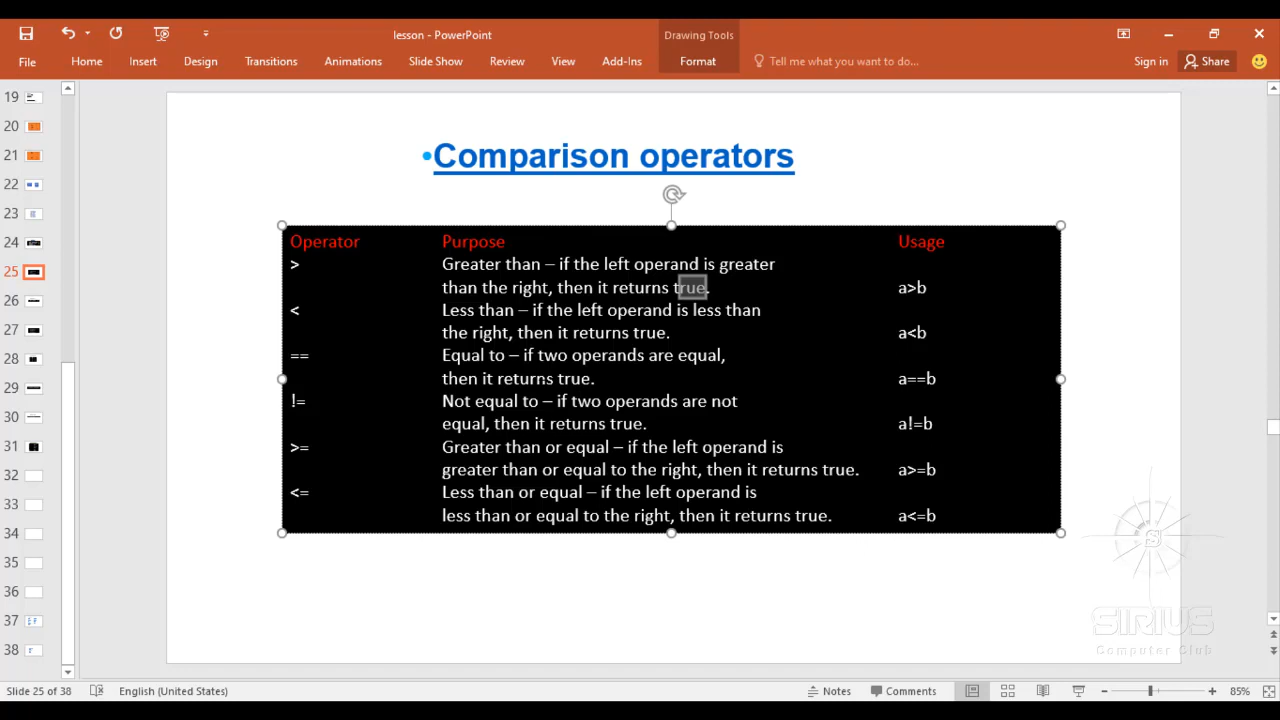 lesson - PowerPoint
Drawing Tools
File Home Insert Design Transitions Animations Slide Show Review View Add-Ins Format Tell me what you want to do... Sign in Share
19
20
21
22
23
24
25
26
27
28
29
30
31
32
33
34
35
36
37
38
•Comparison operators
Operator Purpose Usage
> Greater than – if the left operand is greater
than the right, then it returns true. a>b
< Less than – if the left operand is less than
the right, then it returns true. a<b
== Equal to – if two operands are equal,
then it returns true. a==b
!= Not equal to – if two operands are not
equal, then it returns true. a!=b
>= Greater than or equal – if the left operand is
greater than or equal to the right, then it returns true. a>=b
<= Less than or equal – if the left operand is
less than or equal to the right, then it returns true. a<=b
SIRIUS
Computer Club
Slide 25 of 38 English (United States) Notes Comments 85%